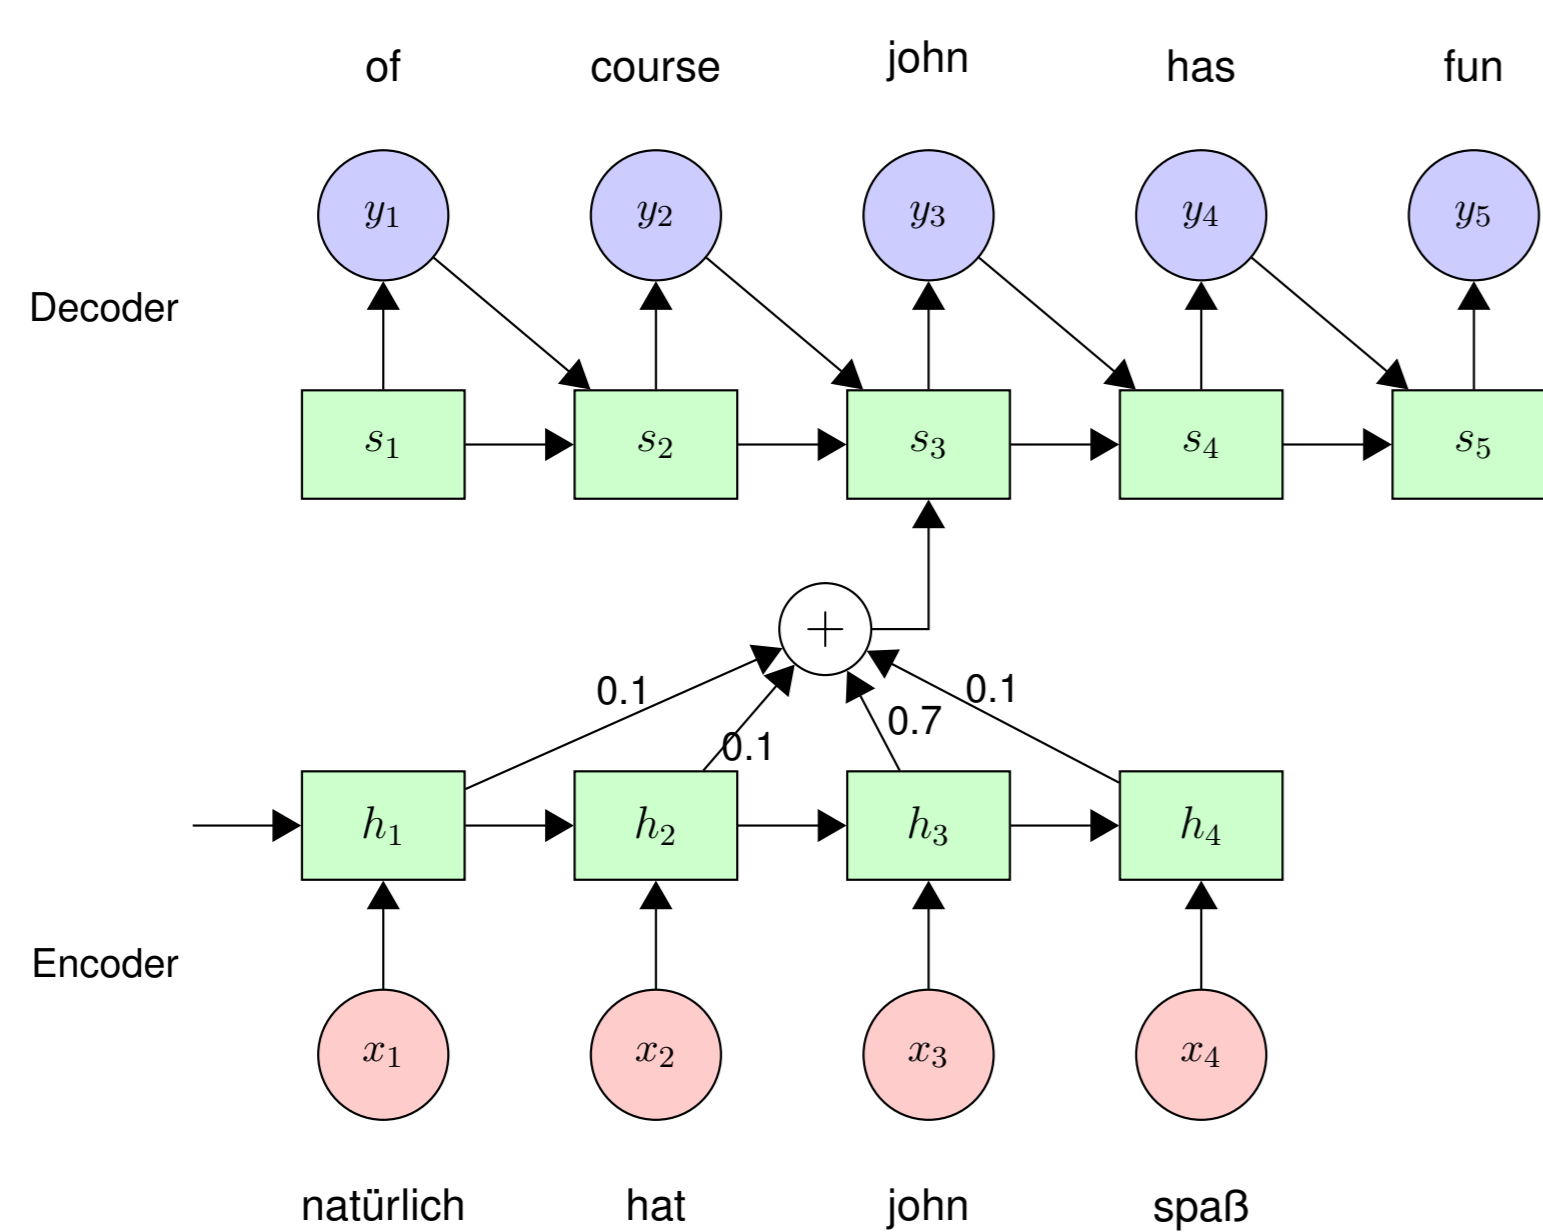 of course john has fun
y₁ y₂ y₃ y₄ y₅
Decoder
s₁ s₂ s₃ s₄ s₅
+
0.1 0.1 0.7 0.1
h₁ h₂ h₃ h₄
Encoder
x₁ x₂ x₃ x₄
natürlich hat john spaß